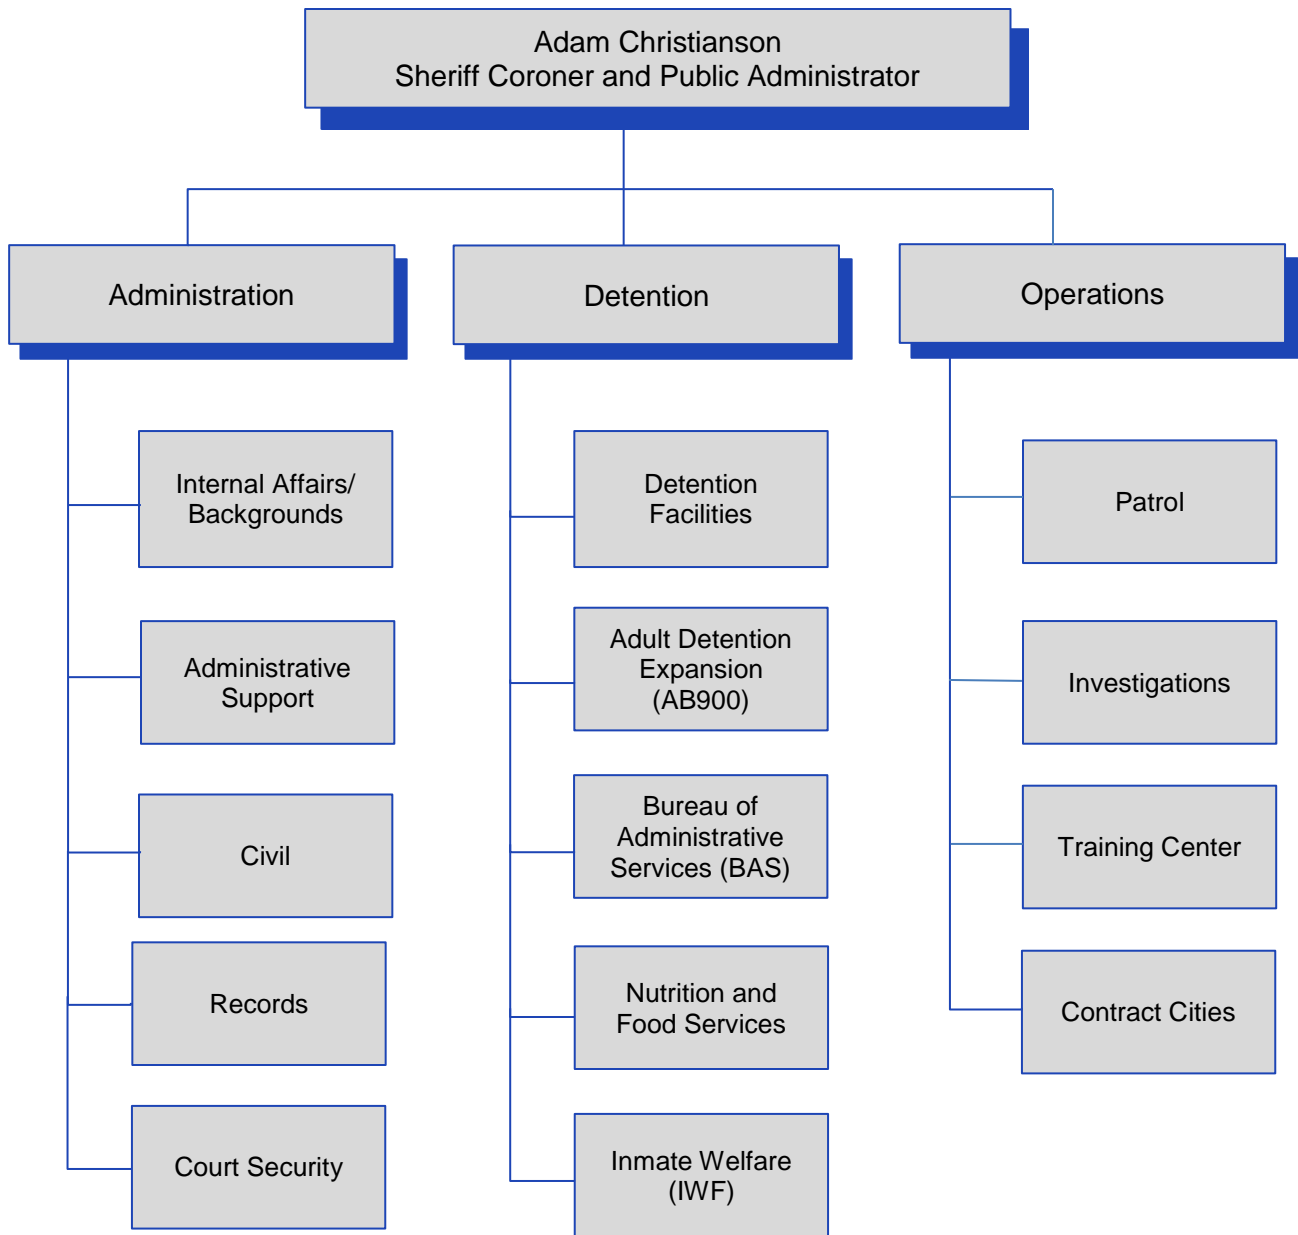 Adam Christianson
Sheriff Coroner and Public Administrator
Administration
Internal Affairs/
Backgrounds
Administrative
Support
Civil
Records
Court Security
Detention
Detention
Facilities
Adult Detention
Expansion
(AB900)
Bureau of
Administrative
Services (BAS)
Nutrition and
Food Services
Inmate Welfare
(IWF)
Operations
Patrol
Investigations
Training Center
Contract Cities